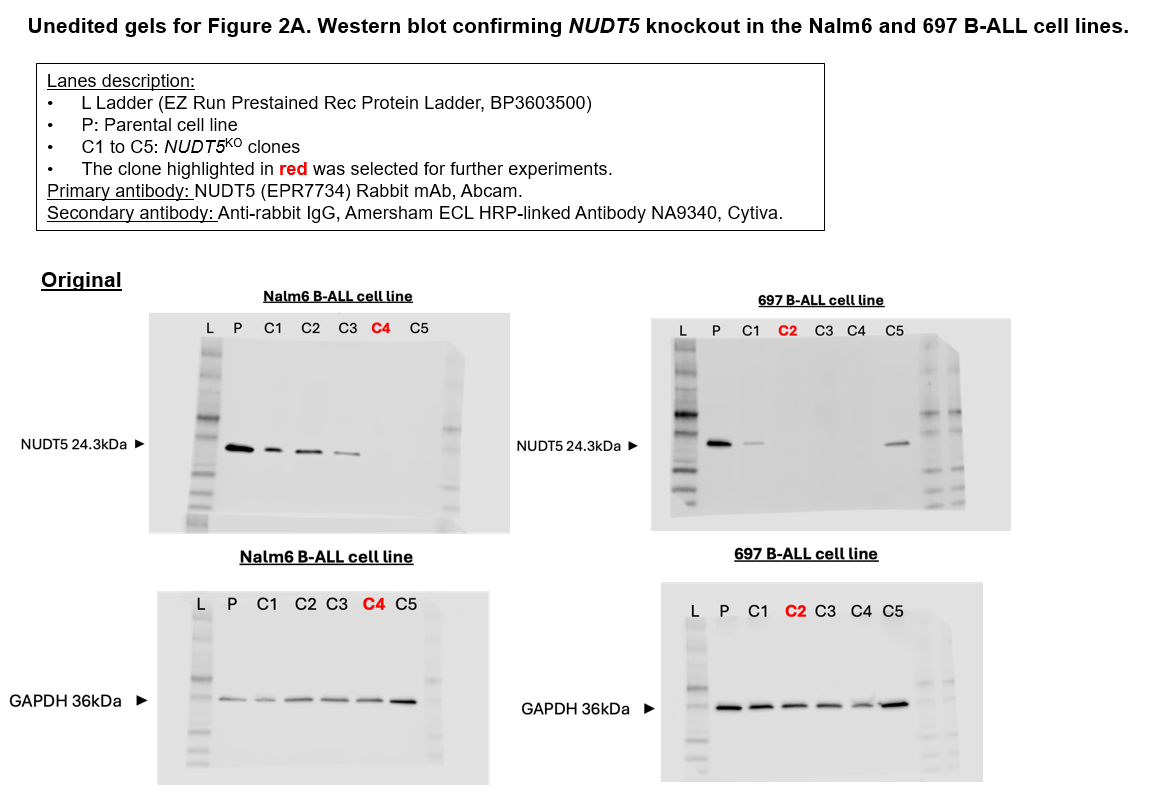 Unedited gels for Figure 2A. Western blot confirming NUDT5 knockout in the Nalm6 and 697 B-ALL cell lines.
Lanes description:
• L Ladder (EZ Run Prestained Rec Protein Ladder, BP3603500)
• P: Parental cell line
• C1 to C5: NUDT5KO clones
• The clone highlighted in red was selected for further experiments.
Primary antibody: NUDT5 (EPR7734) Rabbit mAb, Abcam.
Secondary antibody: Anti-rabbit IgG, Amersham ECL HRP-linked Antibody NA9340, Cytiva.
Original
Nalm6 B-ALL cell line
L P C1 C2 C3 C4 C5
NUDT5 24.3kDa ►
697 B-ALL cell line
L P C1 C2 C3 C4 C5
NUDT5 24.3kDa ►
Nalm6 B-ALL cell line
L P C1 C2 C3 C4 C5
GAPDH 36kDa ►
697 B-ALL cell line
L P C1 C2 C3 C4 C5
GAPDH 36kDa ►